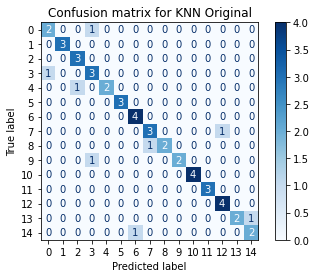 Confusion matrix for KNN Original
True label
0 2 0 0 1 0 0 0 0 0 0 0 0 0 0 0
1 0 3 0 0 0 0 0 0 0 0 0 0 0 0 0
2 0 0 3 0 0 0 0 0 0 0 0 0 0 0 0
3 1 0 0 3 0 0 0 0 0 0 0 0 0 0 0
4 0 0 1 0 2 0 0 0 0 0 0 0 0 0 0
5 0 0 0 0 0 3 0 0 0 0 0 0 0 0 0
6 0 0 0 0 0 0 4 0 0 0 0 0 0 0 0
7 0 0 0 0 0 0 0 3 0 0 0 0 1 0 0
8 0 0 0 0 0 0 0 1 2 0 0 0 0 0 0
9 0 0 0 1 0 0 0 0 0 2 0 0 0 0 0
10 0 0 0 0 0 0 0 0 0 0 4 0 0 0 0
11 0 0 0 0 0 0 0 0 0 0 0 3 0 0 0
12 0 0 0 0 0 0 0 0 0 0 0 0 4 0 0
13 0 0 0 0 0 0 0 0 0 0 0 0 0 2 1
14 0 0 0 0 0 0 1 0 0 0 0 0 0 0 2
0 1 2 3 4 5 6 7 8 9 10 11 12 13 14
Predicted label
4.0
3.5
3.0
2.5
2.0
1.5
1.0
0.5
0.0